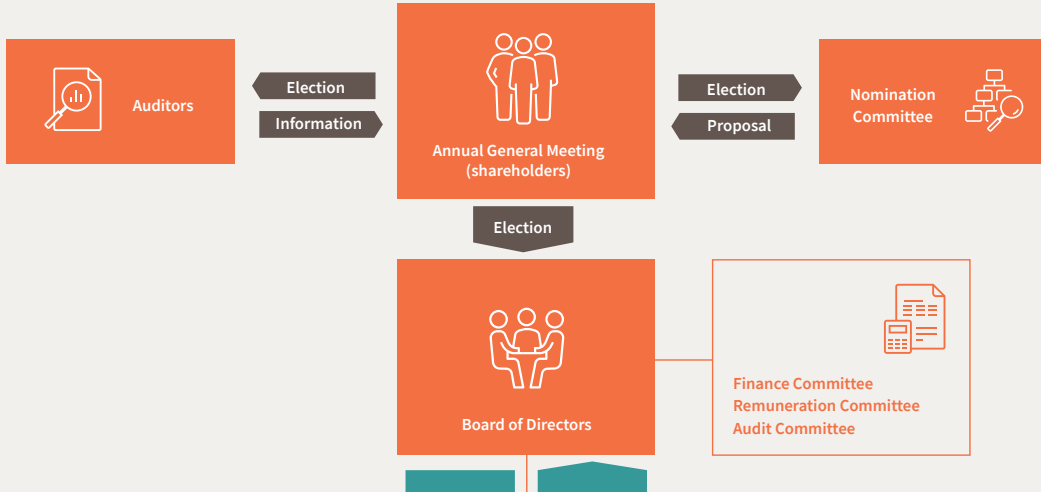 Auditors
Election
Information
Annual General Meeting
(shareholders)
Election
Proposal
Nomination
Committee
Election
Board of Directors
Finance Committee
Remuneration Committee
Audit Committee